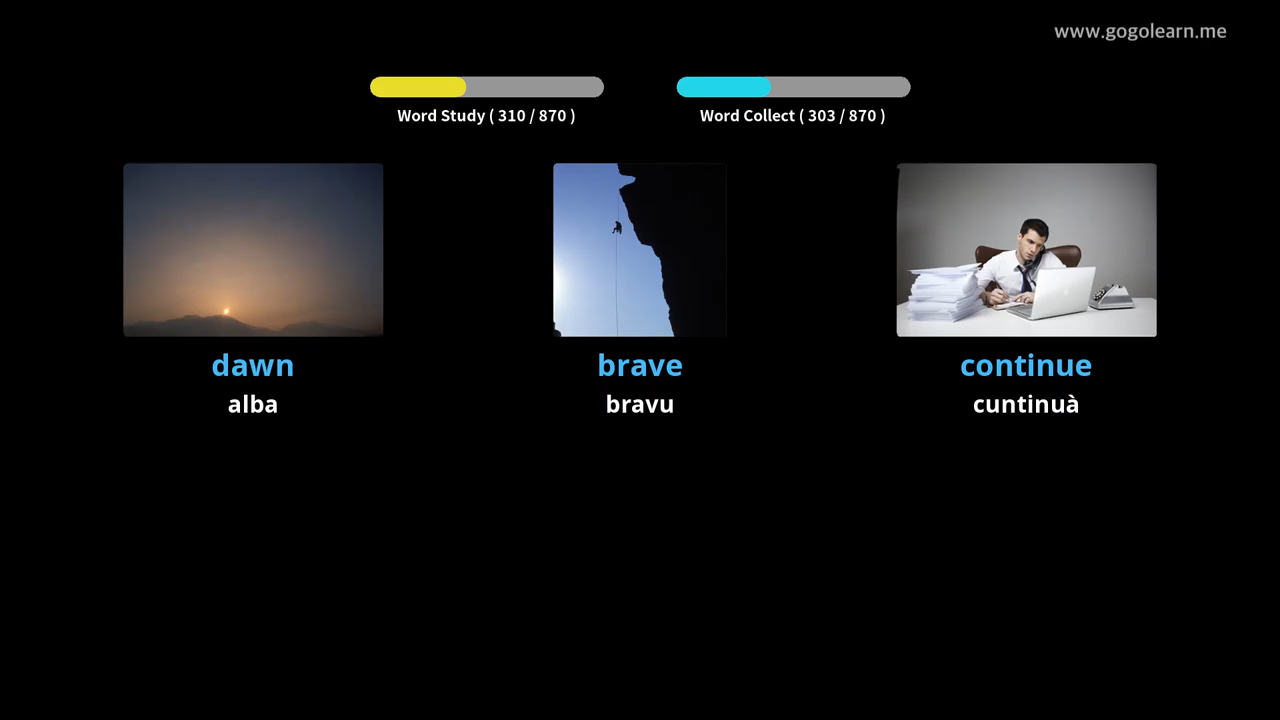 www.gogolearn.me
Word Study ( 310 / 870 )
Word Collect ( 303 / 870 )
dawn
alba
brave
bravu
continue
cuntinuà